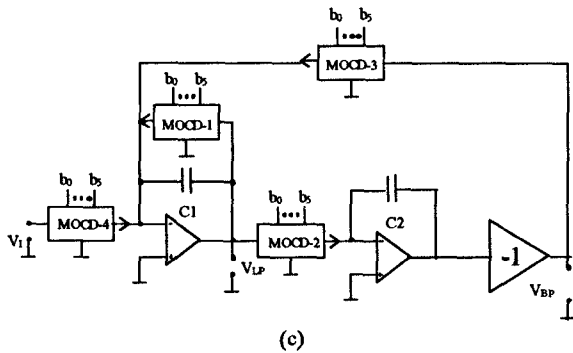 b0 b5
MOCD-3
b0 b5
MOCD-1
b0 b5
MOCD-4
C1
b0 b5
MOCD-2
C2
-1
VI
VLP
VBP
(c)